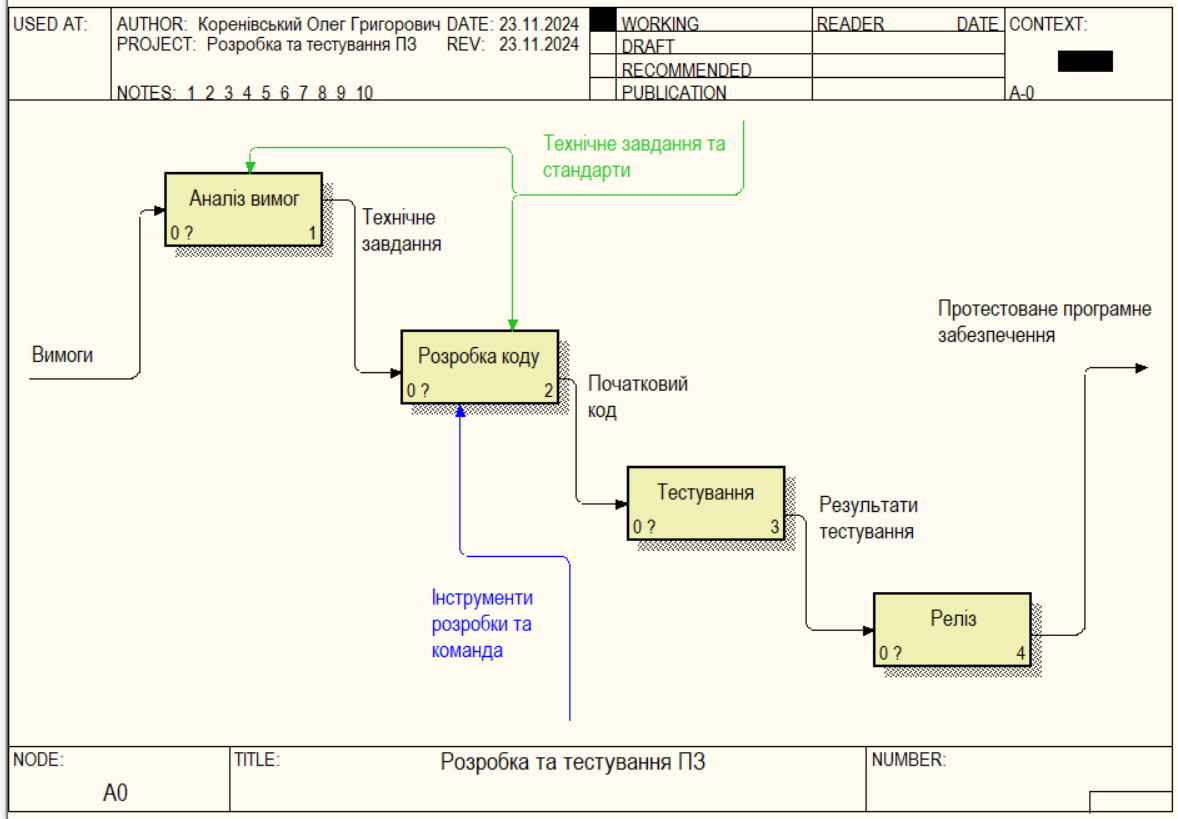 USED AT:
AUTHOR: Коренівський Олег Григорович DATE: 23.11.2024
PROJECT: Розробка та тестування ПЗ REV: 23.11.2024
NOTES: 1 2 3 4 5 6 7 8 9 10
WORKING
DRAFT
RECOMMENDED
PUBLICATION
READER DATE
CONTEXT:
A-0
Технічне завдання та
стандарти
Аналіз вимог
0 ? 1
Технічне
завдання
Вимоги
Розробка коду
0 ? 2
Початковий
код
Протестоване програмне
забезпечення
Тестування
0 ? 3
Результати
тестування
Інструменти
розробки та
команда
Реліз
0 ? 4
NODE:
A0
TITLE:
Розробка та тестування ПЗ
NUMBER: